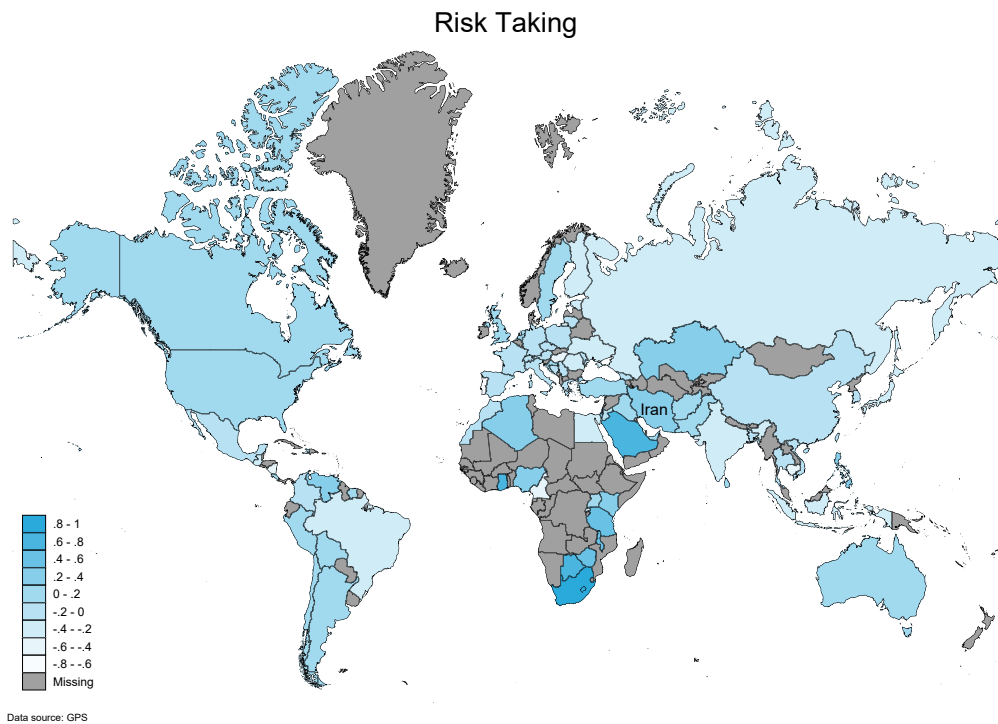 Risk Taking
Iran
.8 - 1
.6 - .8
.4 - .6
.2 - .4
0 - .2
-.2 - 0
-.4 - -.2
-.6 - -.4
-.8 - -.6
Missing
Data source: GPS